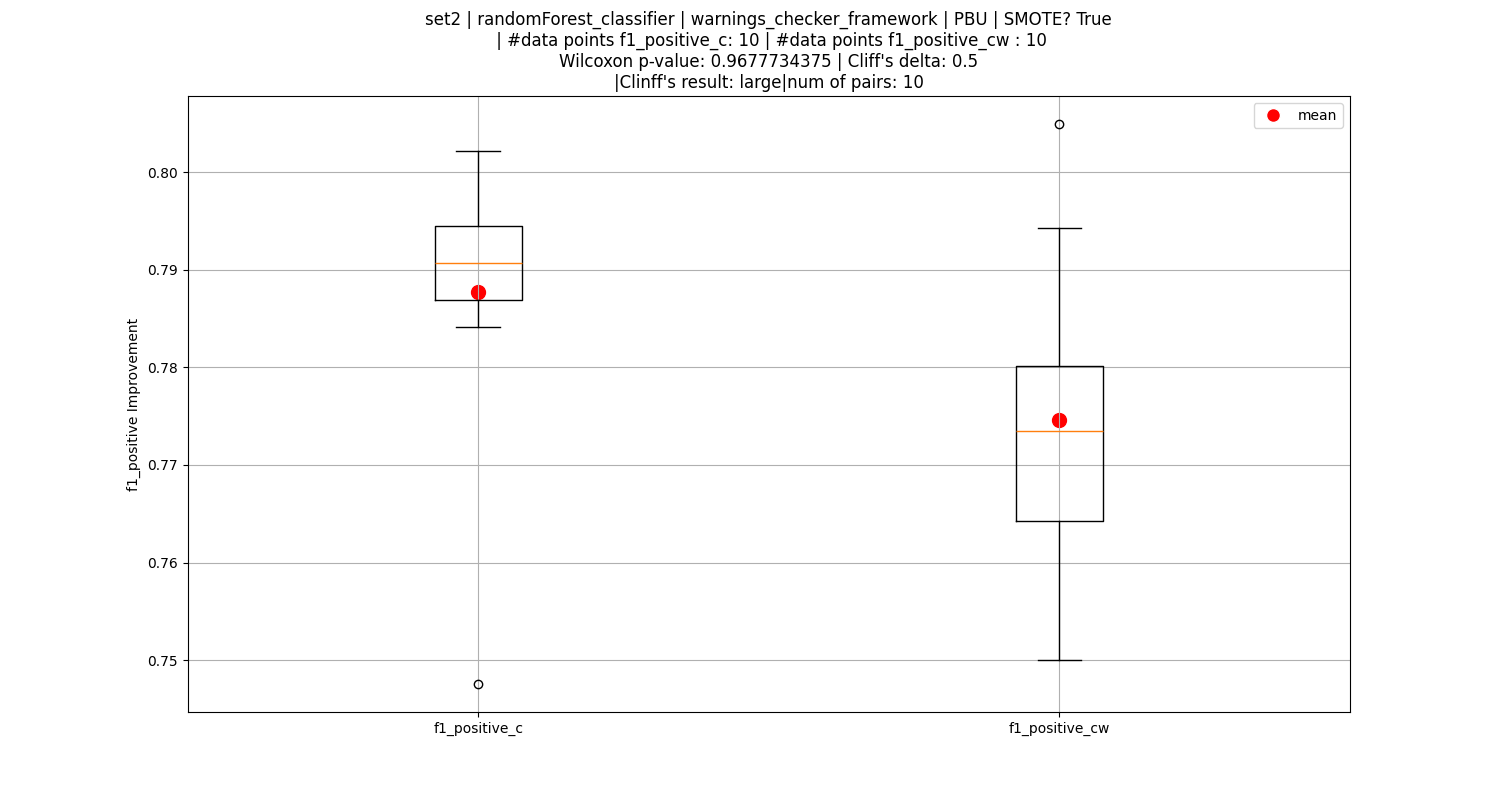 set2 | randomForest_classifier | warnings_checker_framework | PBU | SMOTE? True
| #data points f1_positive_c: 10 | #data points f1_positive_cw : 10
Wilcoxon p-value: 0.9677734375 | Cliff's delta: 0.5
|Clinff's result: large|num of pairs: 10
mean
0.80
0.79
0.78
0.77
0.76
0.75
f1_positive Improvement
f1_positive_c
f1_positive_cw